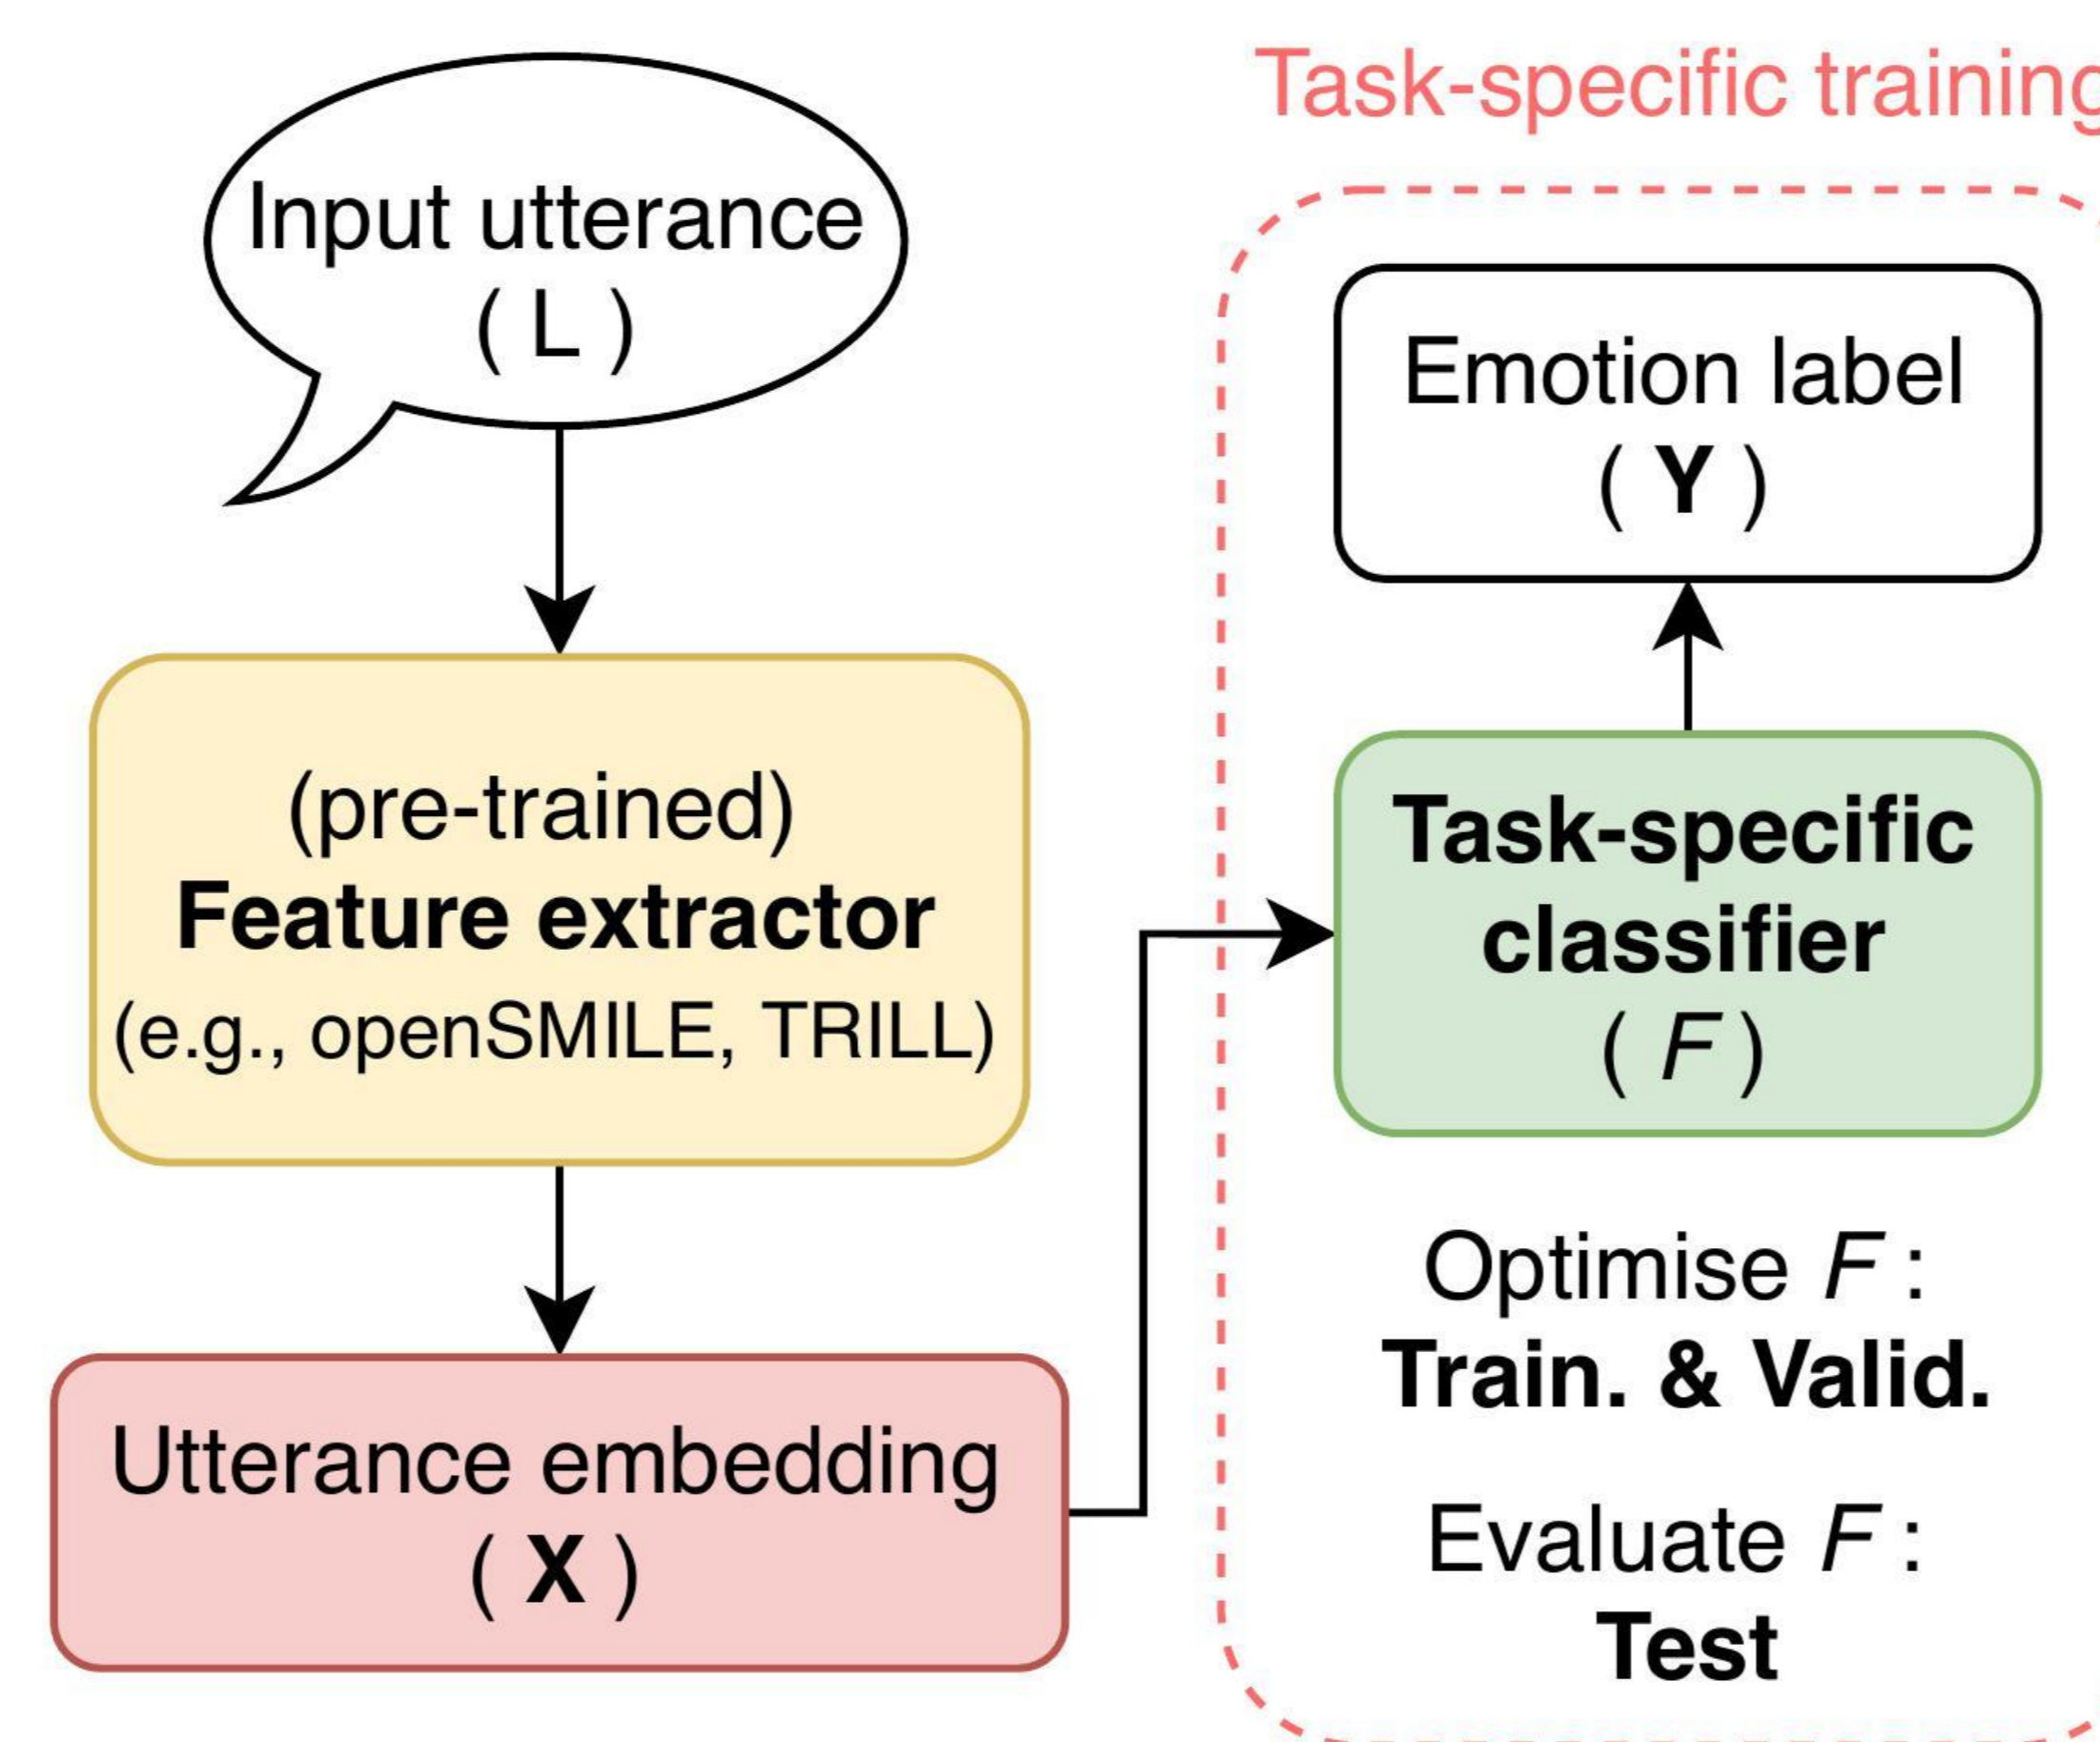 Input utterance
( L )
(pre-trained)
Feature extractor
(e.g., openSMILE, TRILL)
Utterance embedding
( X )
Task-specific training
Emotion label
( Y )
Task-specific
classifier
( F )
Optimise F :
Train. & Valid.
Evaluate F :
Test